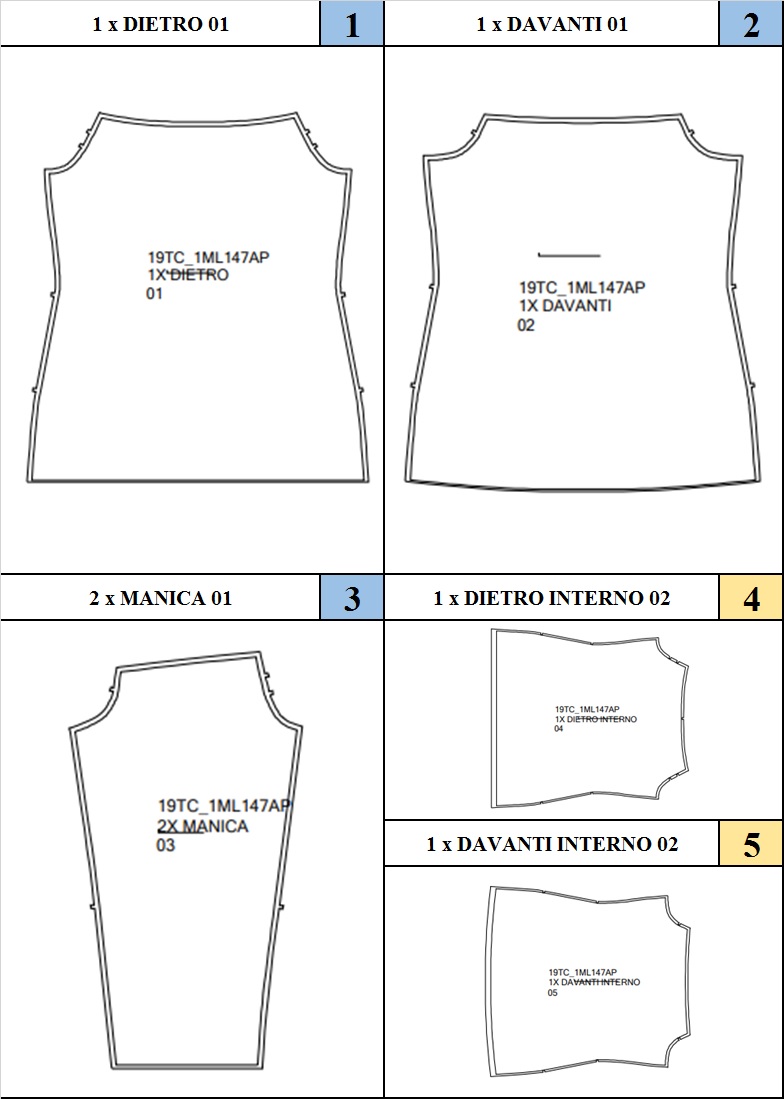 1 x DIETRO 01
1
1 x DAVANTI 01
2
19TC_1ML147AP
1X DIETRO
01
19TC_1ML147AP
1X DAVANTI
02
2 x MANICA 01
3
1 x DIETRO INTERNO 02
4
19TC_1ML147AP
2X MANICA
03
19TC_1ML147AP
1X DIETRO INTERNO
04
1 x DAVANTI INTERNO 02
5
19TC_1ML147AP
1X DAVANTI INTERNO
05